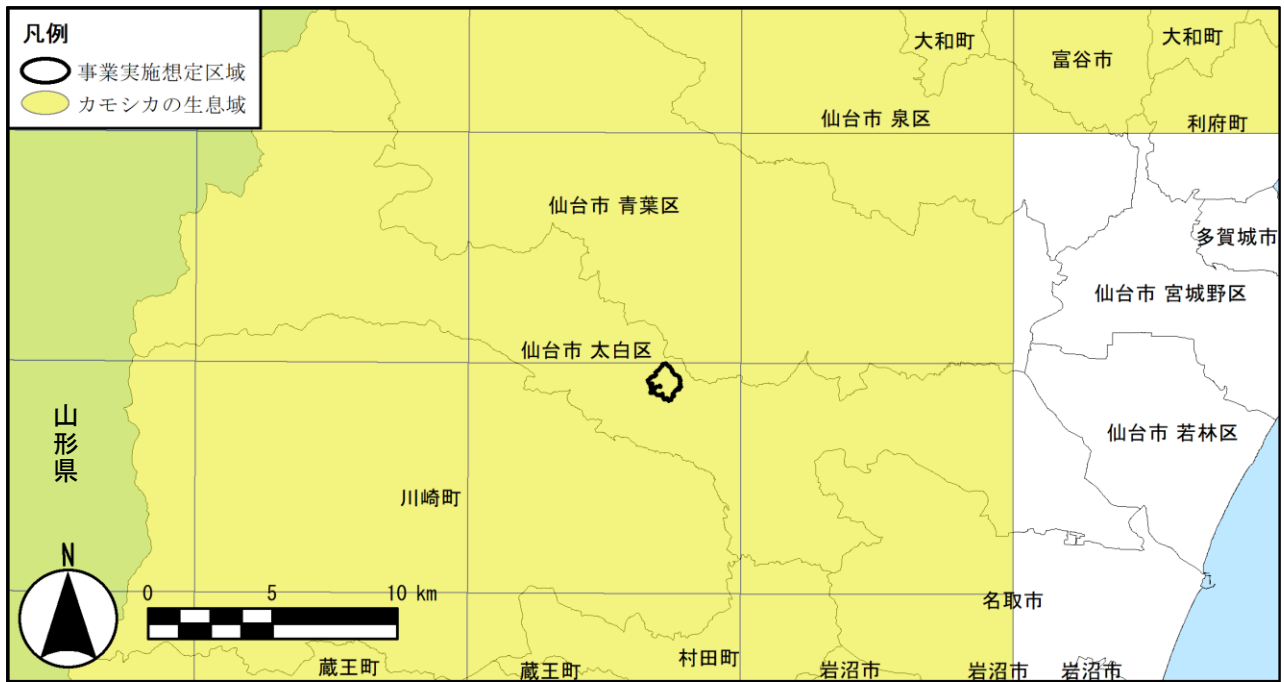 凡例
事業実施想定区域
カモシカの生息域
大和町
富谷市
大和町
仙台市 泉区
利府町
仙台市 青葉区
多賀城市
仙台市 宮城野区
仙台市 太白区
仙台市 若林区
山形県
川崎町
N
0 5 10 km
名取市
蔵王町
蔵王町
村田町
岩沼市
岩沼市
岩沼市